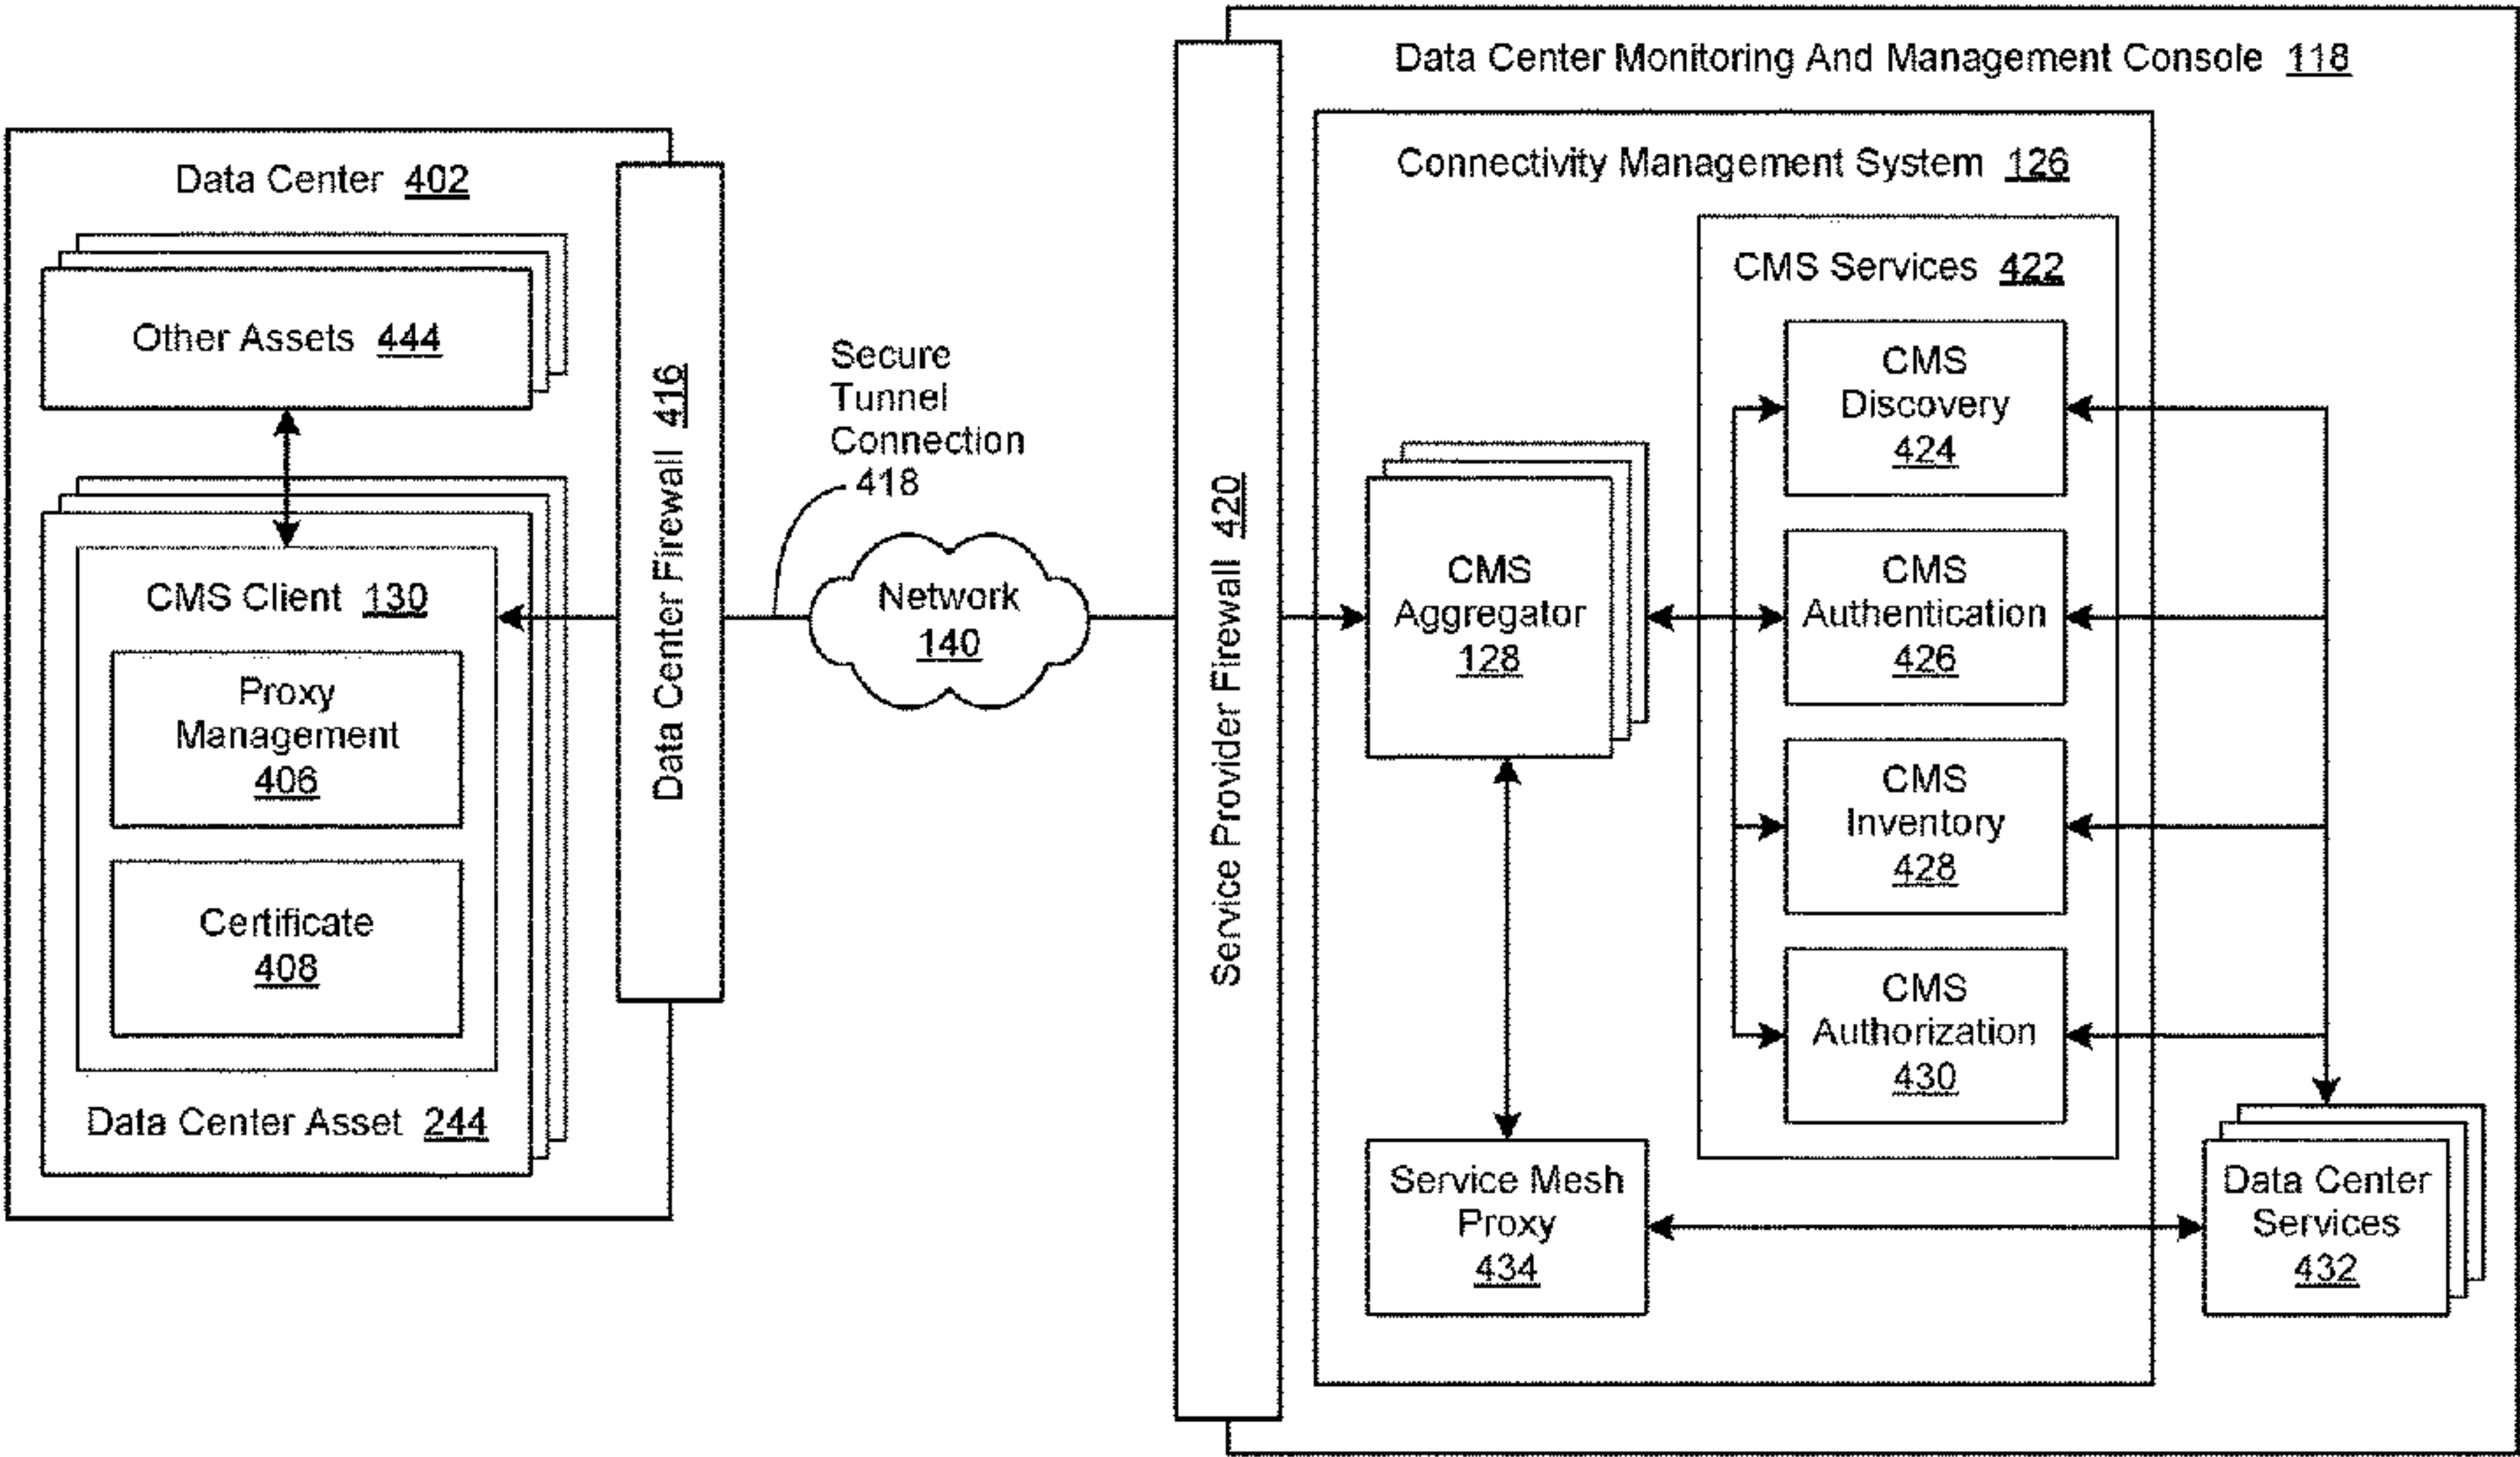 Data Center Monitoring And Management Console 118
Connectivity Management System 126
Data Center 402
Other Assets 444
CMS Client 130
Proxy
Management
406
Certificate
408
Data Center Asset 244
Data Center Firewall 416
Secure
Tunnel
Connection
418
Network
140
Service Provider Firewall 420
CMS
Aggregator
128
CMS Services 422
CMS
Discovery
424
CMS
Authentication
426
CMS
Inventory
428
CMS
Authorization
430
Service Mesh
Proxy
434
Data Center
Services
432